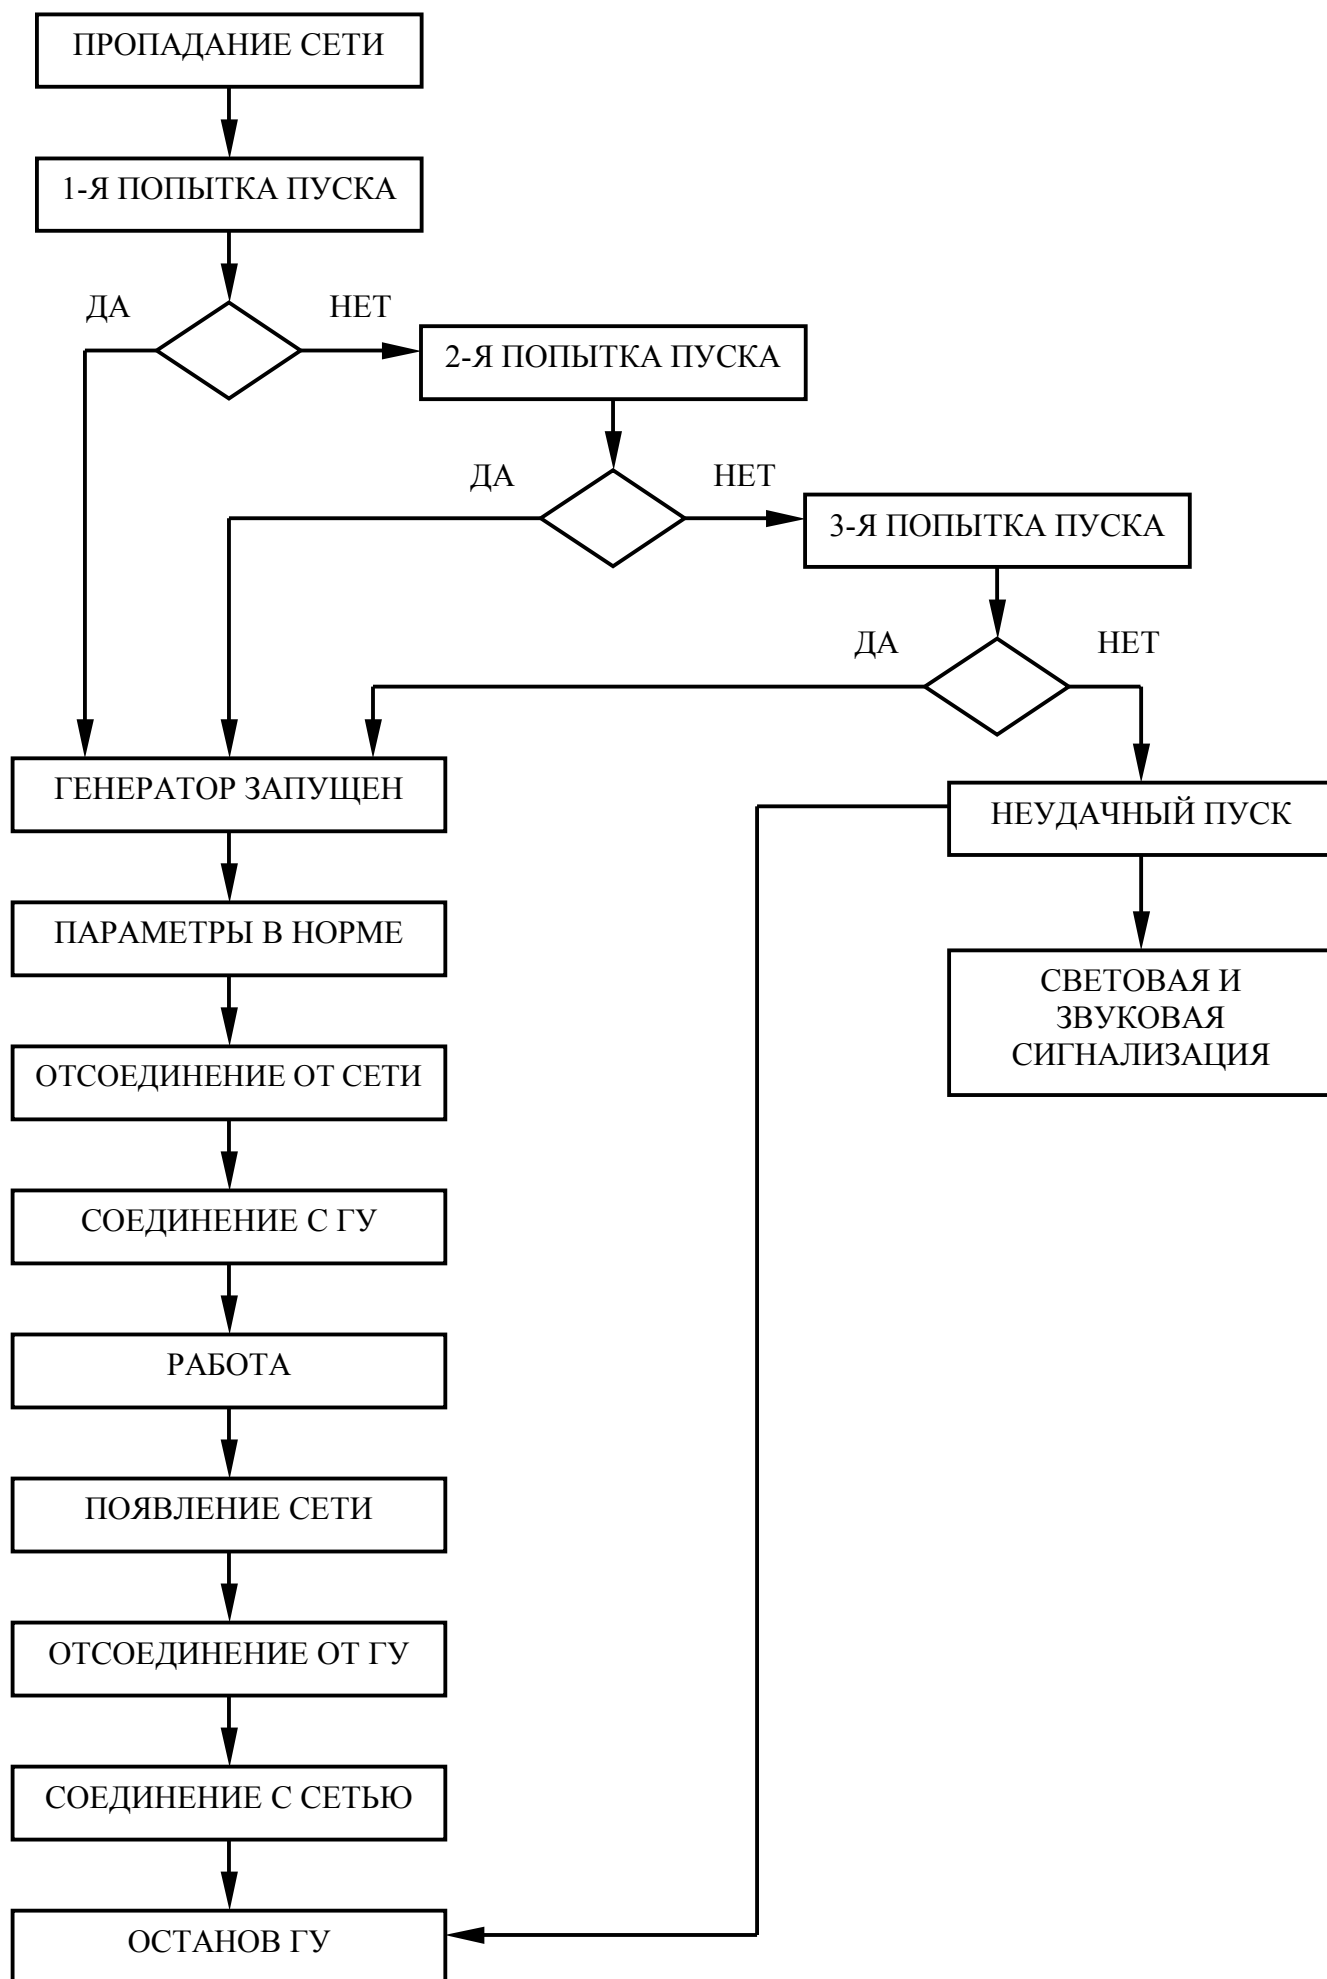 ПРОПАДАНИЕ СЕТИ
1-Я ПОПЫТКА ПУСКА
ДА
НЕТ
2-Я ПОПЫТКА ПУСКА
ДА
НЕТ
3-Я ПОПЫТКА ПУСКА
ДА
НЕТ
ГЕНЕРАТОР ЗАПУЩЕН
НЕУДАЧНЫЙ ПУСК
ПАРАМЕТРЫ В НОРМЕ
СВЕТОВАЯ И
ЗВУКОВАЯ
СИГНАЛИЗАЦИЯ
ОТСОЕДИНЕНИЕ ОТ СЕТИ
СОЕДИНЕНИЕ С ГУ
РАБОТА
ПОЯВЛЕНИЕ СЕТИ
ОТСОЕДИНЕНИЕ ОТ ГУ
СОЕДИНЕНИЕ С СЕТЬЮ
ОСТАНОВ ГУ